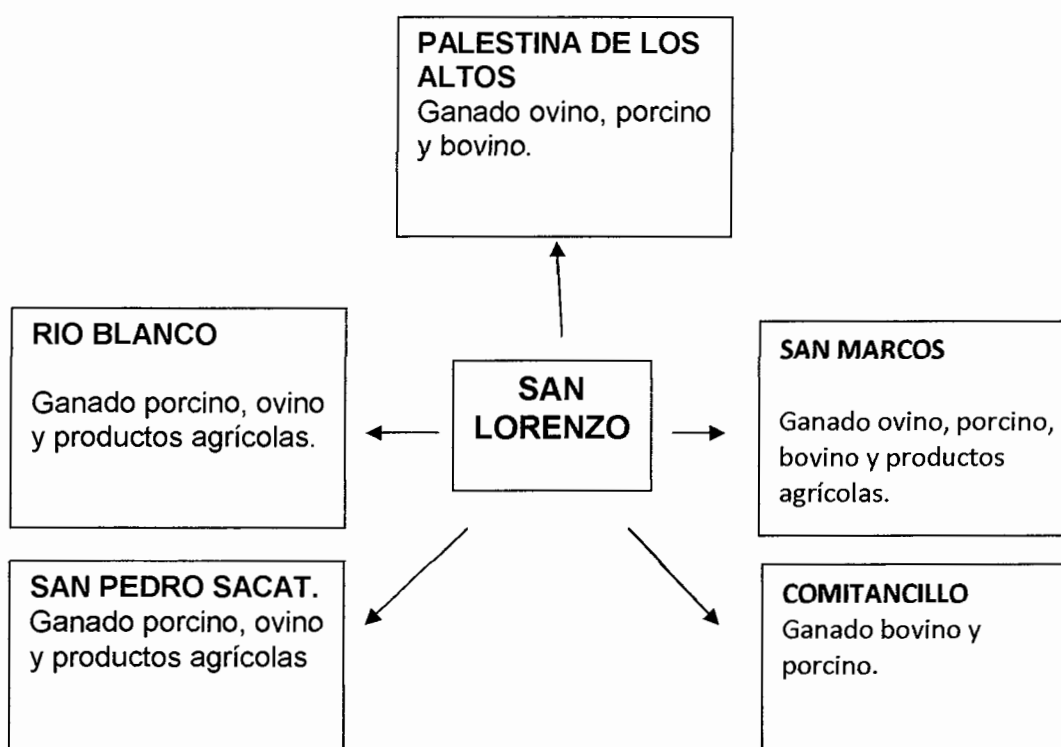 PALESTINA DE LOS
ALTOS
Ganado ovino, porcino
y bovino.
RIO BLANCO
Ganado porcino, ovino
y productos agrícolas.
SAN
LORENZO
SAN MARCOS
Ganado ovino, porcino,
bovino y productos
agrícolas.
SAN PEDRO SACAT.
Ganado porcino, ovino
y productos agrícolas
COMITANCILLO
Ganado bovino y
porcino.